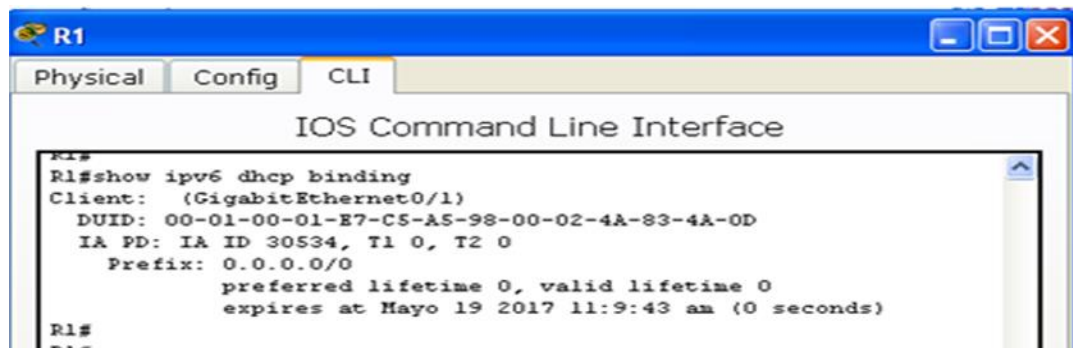 R1
Physical Config CLI
IOS Command Line Interface
R1#
R1#show ipv6 dhcp binding
Client: (GigabitEthernet0/1)
DUID: 00-01-00-01-E7-C5-A5-98-00-02-4A-83-4A-0D
IA PD: IA ID 30534, T1 0, T2 0
Prefix: 0.0.0.0/0
preferred lifetime 0, valid lifetime 0
expires at Mayo 19 2017 11:9:43 am (0 seconds)
R1#